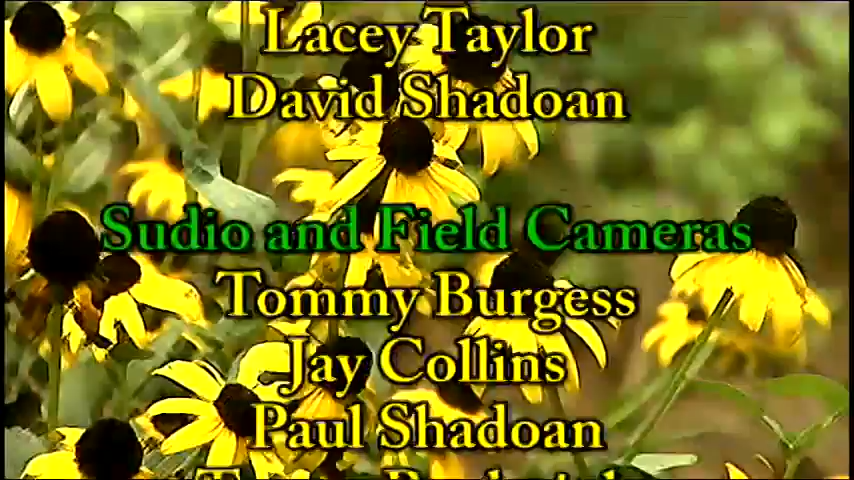 Lacey Taylor
David Shadoan
Sudio and Field Cameras
Tommy Burgess
Jay Collins
Paul Shadoan